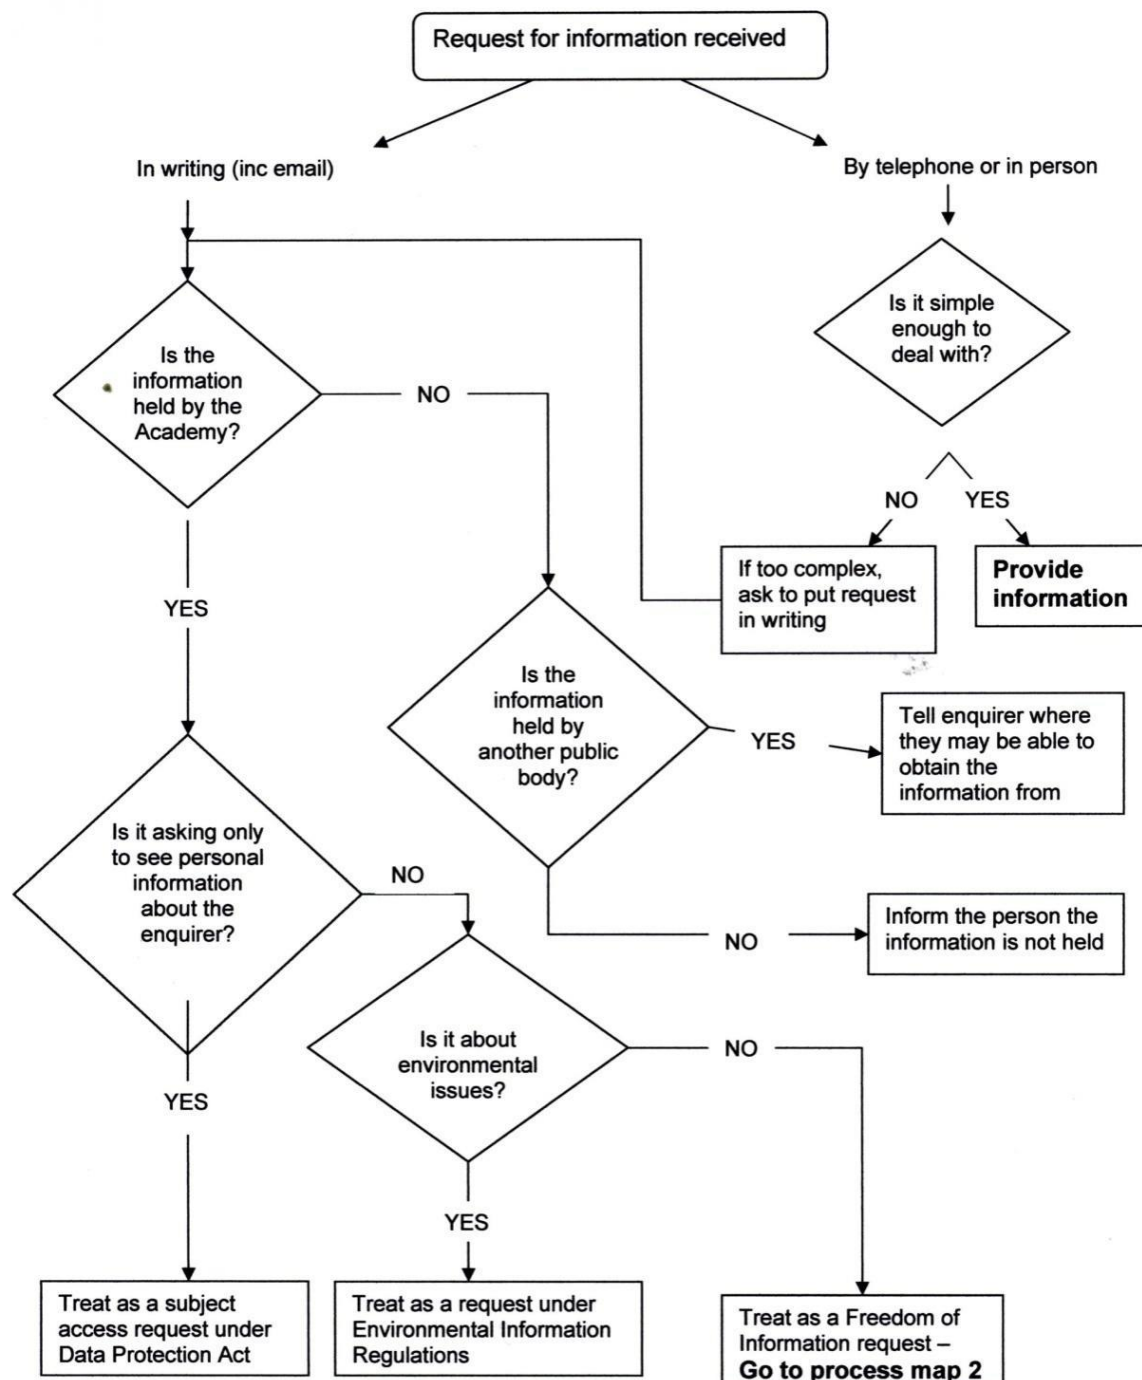 Request for information received
In writing (inc email)
By telephone or in person
Is it simple
enough to
deal with?
Is the
information
held by the
Academy?
NO
NO
YES
If too complex,
ask to put request
in writing
Provide
information
YES
Is the
information
held by
another public
body?
YES
Tell enquirer where
they may be able to
obtain the
information from
Is it asking only
to see personal
information
about the
enquirer?
NO
NO
Inform the person the
information is not held
Is it about
environmental
issues?
NO
YES
YES
Treat as a subject
access request under
Data Protection Act
Treat as a request under
Environmental Information
Regulations
Treat as a Freedom of
Information request –
Go to process map 2